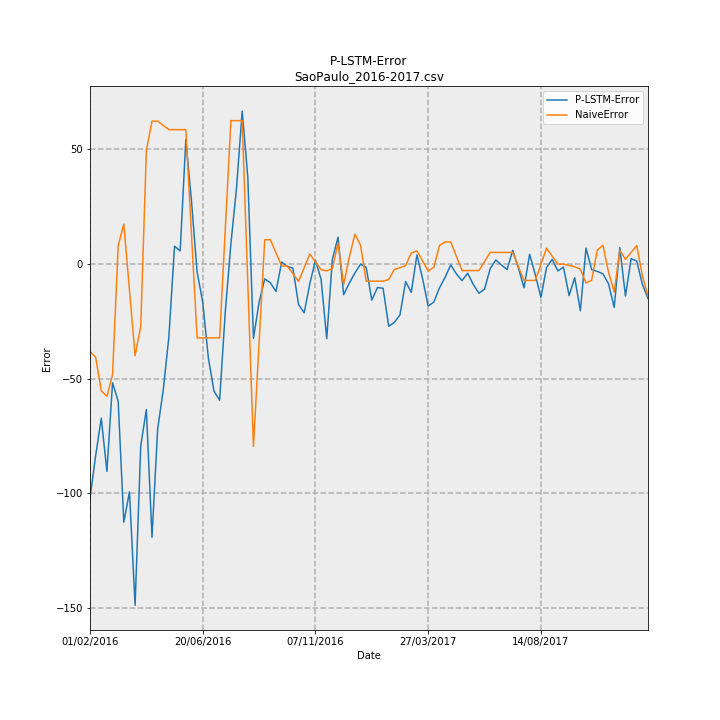 P-LSTM-Error
SaoPaulo_2016-2017.csv
P-LSTM-Error
NaiveError
Error
50
0
−50
−100
−150
01/02/2016 20/06/2016 07/11/2016 27/03/2017 14/08/2017
Date